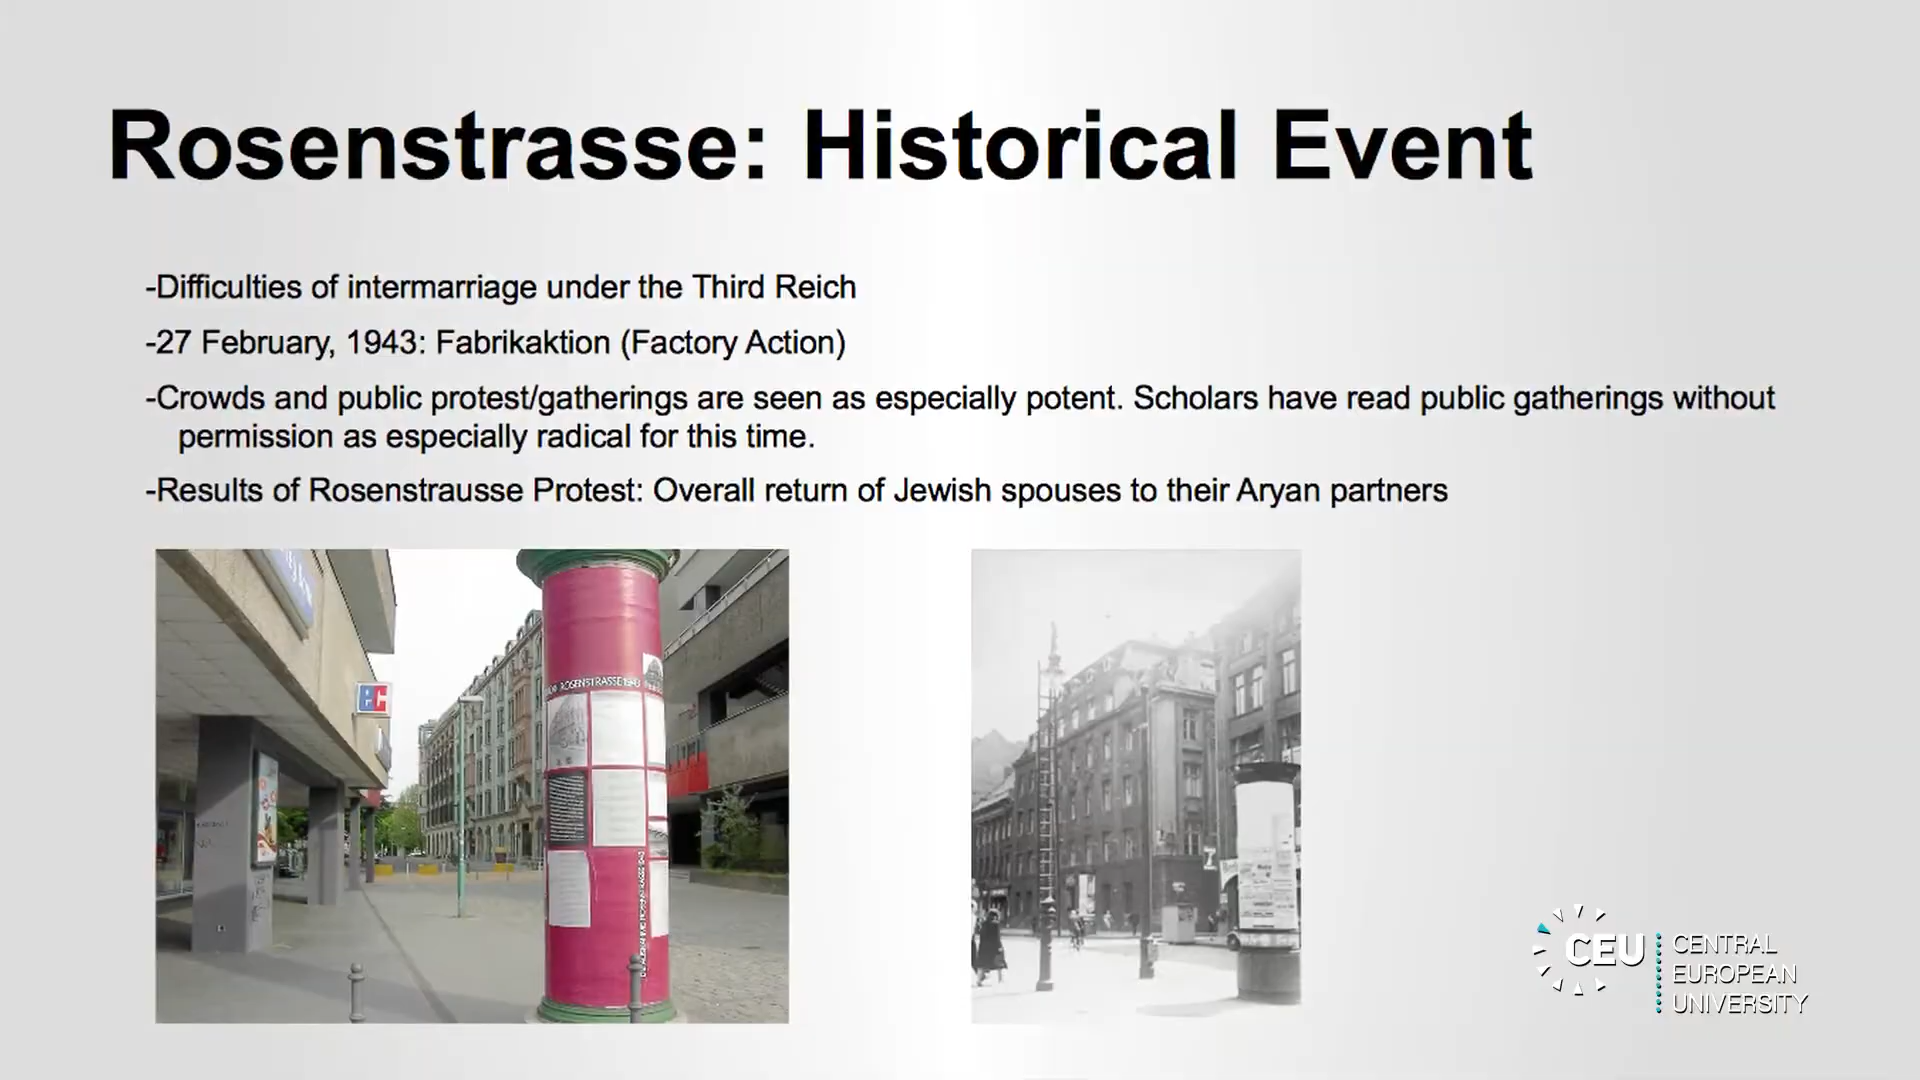 Rosenstrasse: Historical Event
-Difficulties of intermarriage under the Third Reich
-27 February, 1943: Fabrikaktion (Factory Action)
-Crowds and public protest/gatherings are seen as especially potent. Scholars have read public gatherings without
permission as especially radical for this time.
-Results of Rosenstrausse Protest: Overall return of Jewish spouses to their Aryan partners
ROSENSTRASSE 1943
CEU
CENTRAL
EUROPEAN
UNIVERSITY